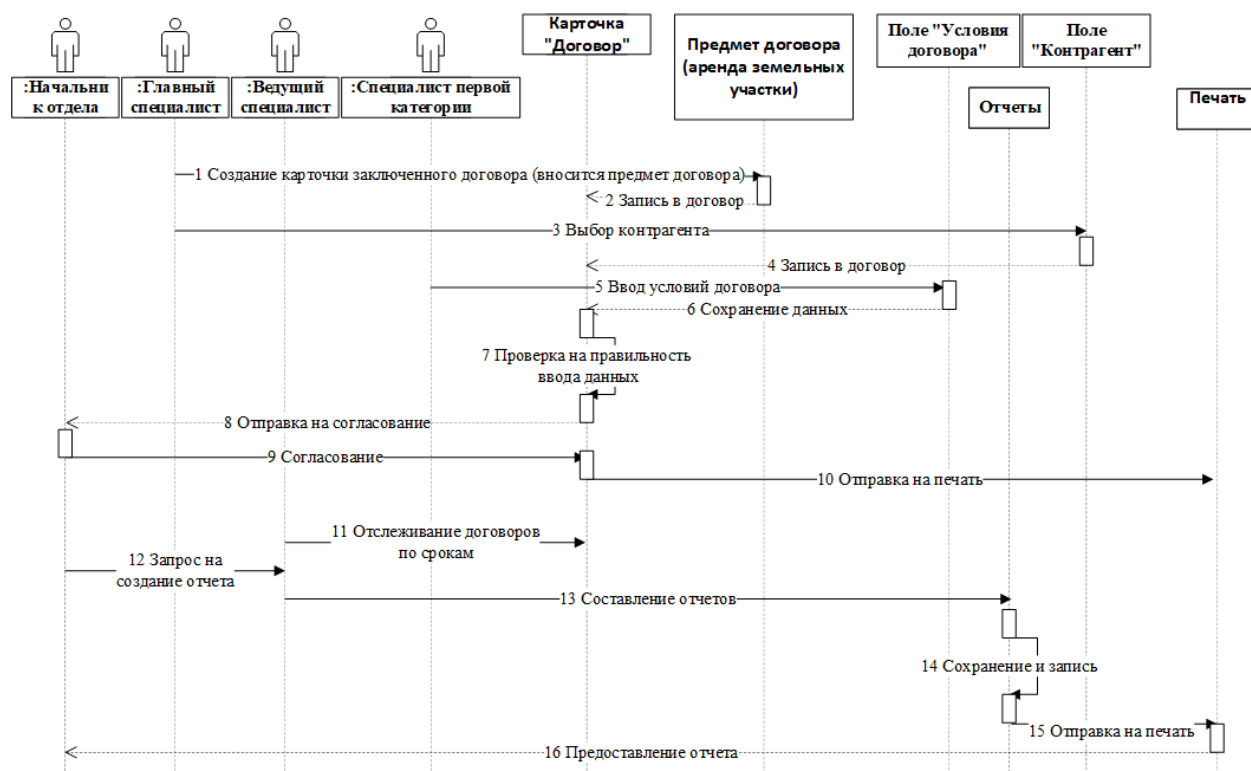 Карточка
"Договор"
Предмет договора
(аренда земельных
участки)
Поле "Условия
договора"
Поле
"Контрагент"
:Начальни
к отдела
:Главный
специалист
:Ведущий
специалист
:Специалист первой
категории
Отчеты
Печать
1 Создание карточки заключенного договора (вносится предмет договора)
2 Запись в договор
3 Выбор контрагента
4 Запись в договор
5 Ввод условий договора
6 Сохранение данных
7 Проверка на правильность
ввода данных
8 Отправка на согласование
9 Согласование
10 Отправка на печать
11 Отслеживание договоров
по срокам
12 Запрос на
создание отчета
13 Составление отчетов
14 Сохранение и запись
15 Отправка на печать
16 Предоставление отчета